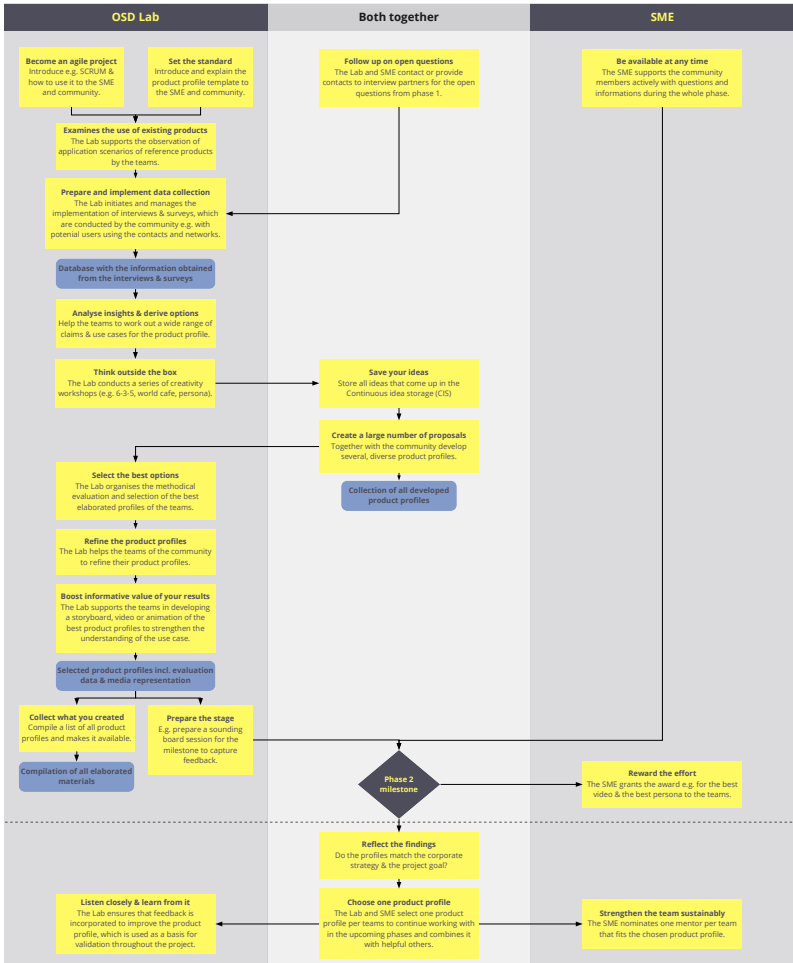 OSD Lab
Both together
SME
Become an agile project
Introduce e.g. SCRUM &
how to use it to the SME
and community.
Set the standard
Introduce and explain the
product profile template to
the SME and community.
Follow up on open questions
The Lab and SME contact or provide
contacts to interview partners for the open
questions from phase 1.
Be available at any time
The SME supports the community
members actively with questions and
informations during the whole phase.
Examines the use of existing products
The Lab supports the observation of
application scenarios of reference products
by the teams.
Prepare and implement data collection
The Lab initiates and manages the
implementation of interviews & surveys, which
are conducted by the community e.g. with
potenial users using the contacts and networks.
Database with the information obtained
from the interviews & surveys
Analyse insights & derive options
Help the teams to work out a wide range of
claims & use cases for the product profile.
Think outside the box
The Lab conducts a series of creativity
workshops (e.g. 6-3-5, world cafe, persona).
Save your ideas
Store all ideas that come up in the
Continuous idea storage (CIS)
Create a large number of proposals
Together with the community develop
several, diverse product profiles.
Collection of all developed
product profiles
Select the best options
The Lab organises the methodical
evaluation and selection of the best
elaborated profiles of the teams.
Refine the product profiles
The Lab helps the teams of the community
to refine their product profiles.
Boost informative value of your results
The Lab supports the teams in developing
a storyboard, video or animation of the
best product profiles to strengthen the
understanding of the use case.
Selected product profiles incl. evaluation
data & media representation
Collect what you created
Compile a list of all product
profiles and makes it available.
Prepare the stage
E.g. prepare a sounding
board session for the
milestone to capture
feedback.
Compilation of all elaborated
materials
Phase 2
milestone
Reward the effort
The SME grants the award e.g. for the best
video & the best persona to the teams.
Reflect the findings
Do the profiles match the corporate
strategy & the project goal?
Listen closely & learn from it
The Lab ensures that feedback is
incorporated to improve the product
profile, which is used as a basis for
validation throughout the project.
Choose one product profile
The Lab and SME select one product
profile per teams to continue working with
in the upcoming phases and combines it
with helpful others.
Strengthen the team sustainably
The SME nominates one mentor per team
that fits the chosen product profile.